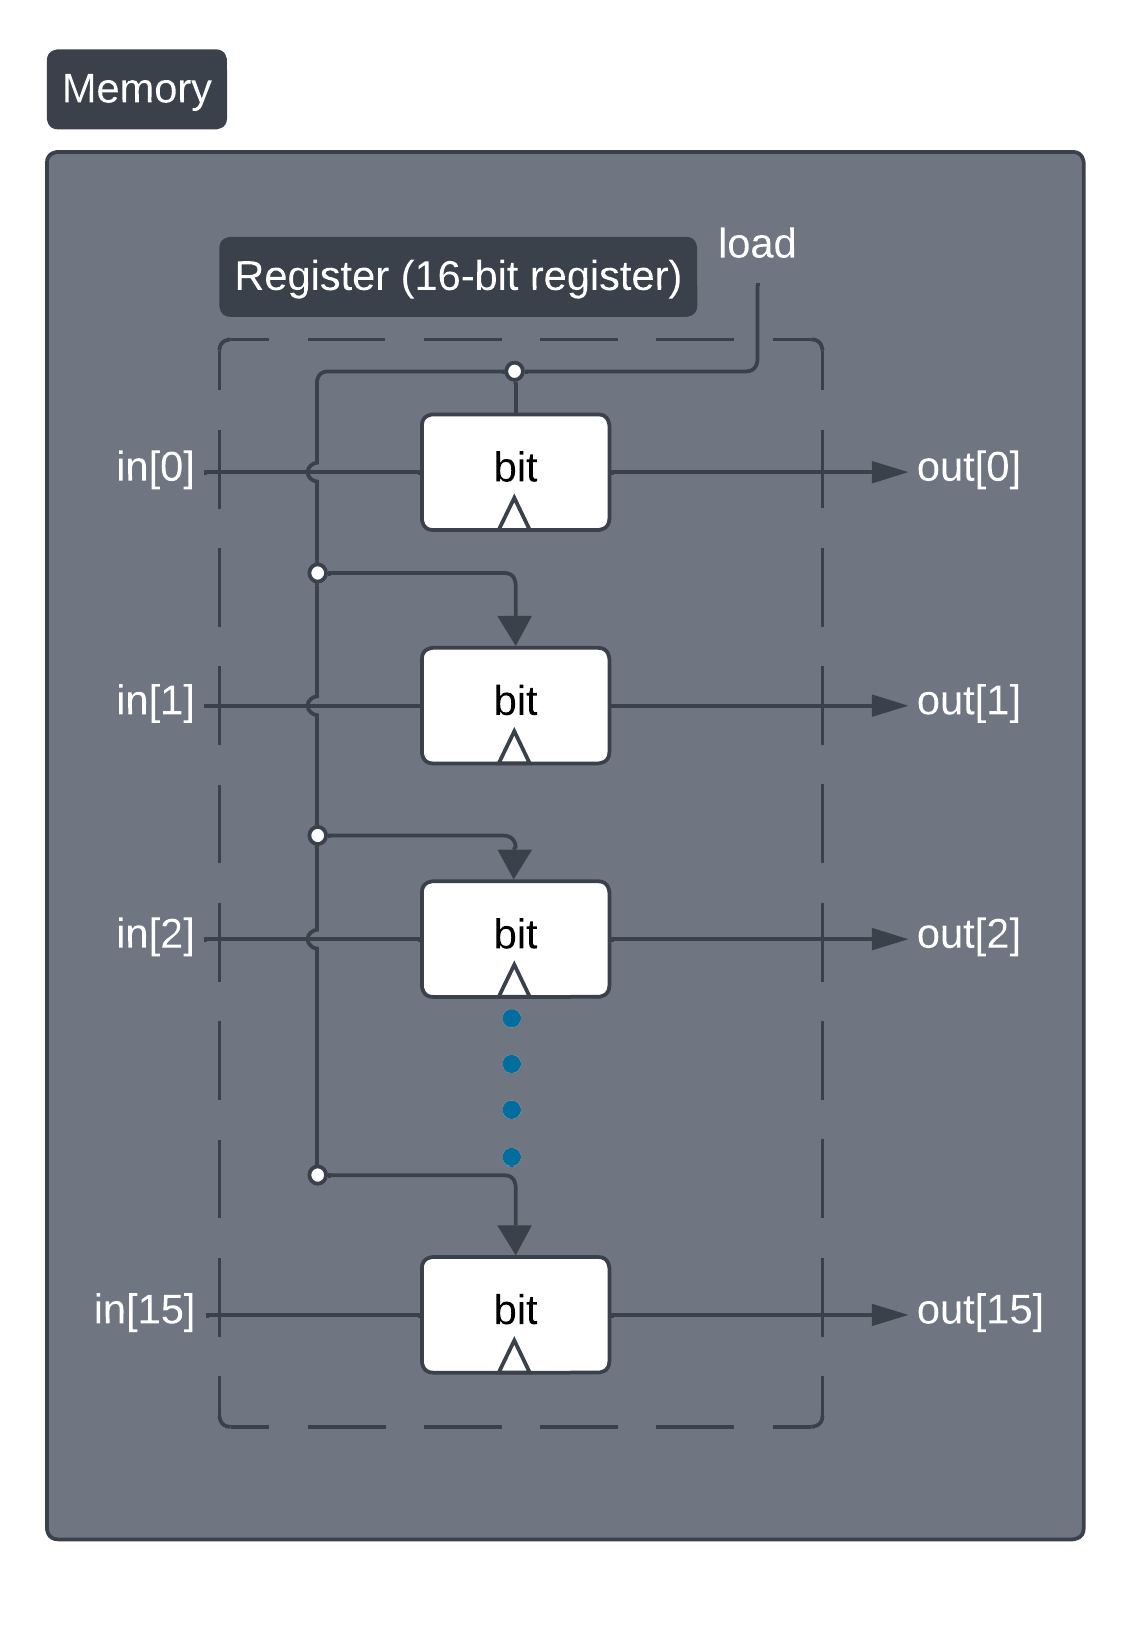 Memory
Register (16-bit register)
load
in[0]
bit
out[0]
in[1]
bit
out[1]
in[2]
bit
out[2]
in[15]
bit
out[15]